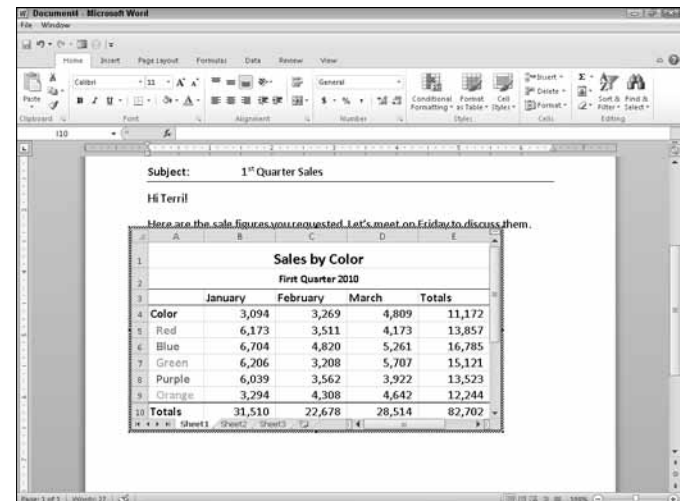 Document4 - Microsoft Word
File Window
Home Insert Page Layout Formulas Data Review View
Calibri 11 A A General Insert
Paste B I U A $ % , Conditional Format Cell Delete Sort & Find &
Formatting as Table Styles Format Filter Select
Clipboard Font Alignment Number Styles Cells Editing
I10 fx
Subject: 1st Quarter Sales
Hi Terri!
Here are the sale figures you requested. Let's meet on Friday to discuss them.
A B C D E
1 Sales by Color
2 First Quarter 2010
3 January February March Totals
4 Color 3,094 3,269 4,809 11,172
5 Red 6,173 3,511 4,173 13,857
6 Blue 6,704 4,820 5,261 16,785
7 Green 6,206 3,208 5,707 15,121
8 Purple 6,039 3,562 3,922 13,523
9 Orange 3,294 4,308 4,642 12,244
10 Totals 31,510 22,678 28,514 82,702
Sheet1 Sheet2 Sheet3
Page: 1 of 1 Words: 37 100%